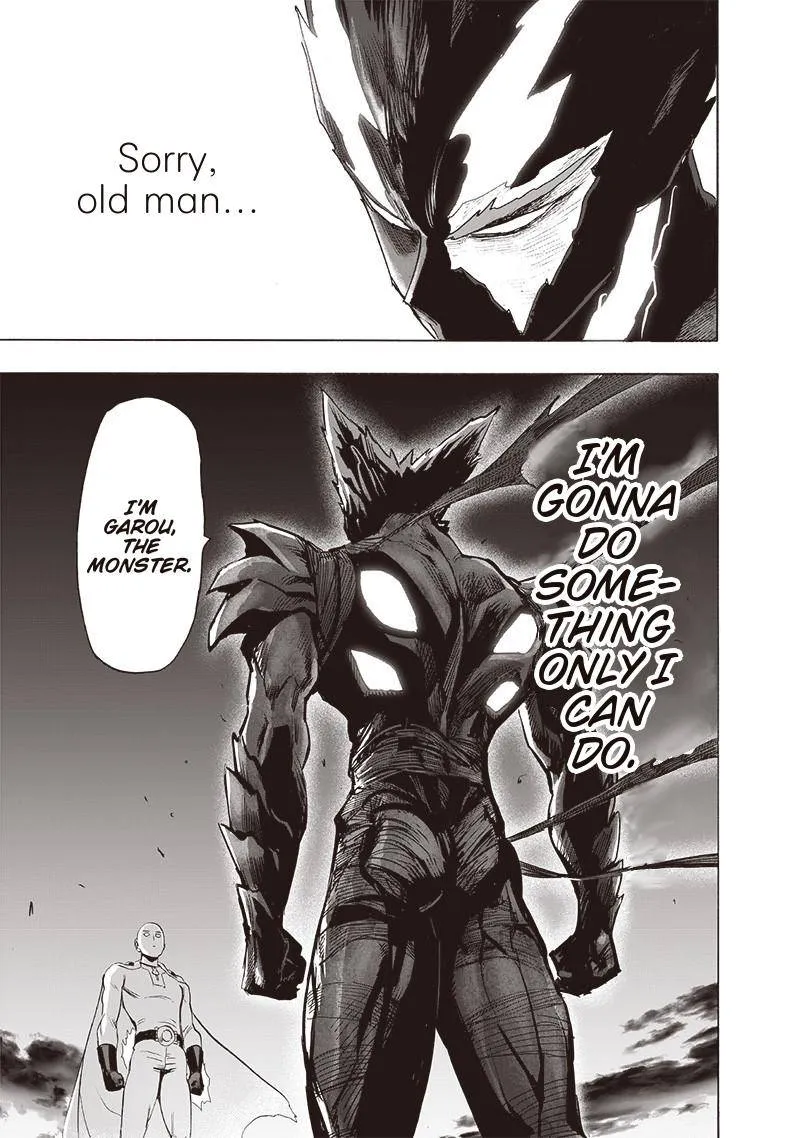 Sorry,
old man...
I'M
GONNA
DO
SOME-
THING
ONLY I
CAN
DO.
I'M
GAROU,
THE
MONSTER.